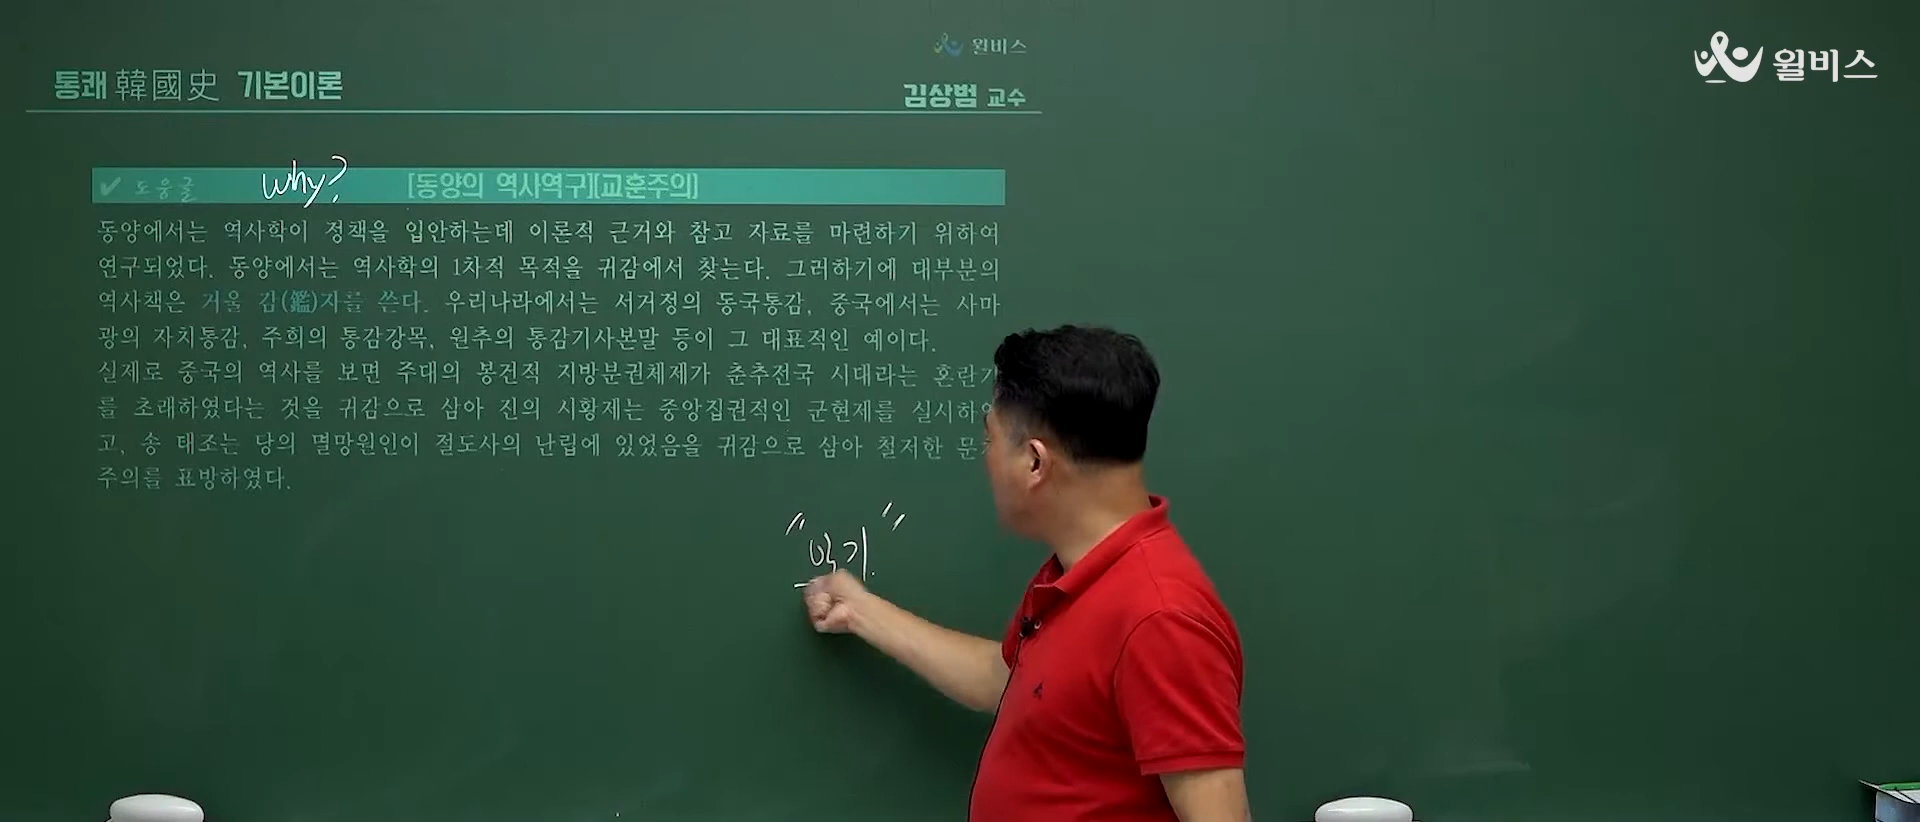 윌비스
윌비스
통쾌 韓國史 기본이론
김상범 교수
✔ 도움글 why? [동양의 역사연구][교훈주의]
동양에서는 역사학이 정책을 입안하는데 이론적 근거와 참고 자료를 마련하기 위하여
연구되었다. 동양에서는 역사학의 1차적 목적을 귀감에서 찾는다. 그러하기에 대부분의
역사책은 거울 감(鑑)자를 쓴다. 우리나라에서는 서거정의 동국통감, 중국에서는 사마
광의 자치통감, 주희의 통감강목, 원추의 통감기사본말 등이 그 대표적인 예이다.
실제로 중국의 역사를 보면 주대의 봉건적 지방분권체제가 춘추전국 시대라는 혼란기
를 초래하였다는 것을 귀감으로 삼아 진의 시황제는 중앙집권적인 군현제를 실시하였
고, 송 태조는 당의 멸망원인이 절도사의 난립에 있었음을 귀감으로 삼아 철저한 문치
주의를 표방하였다.